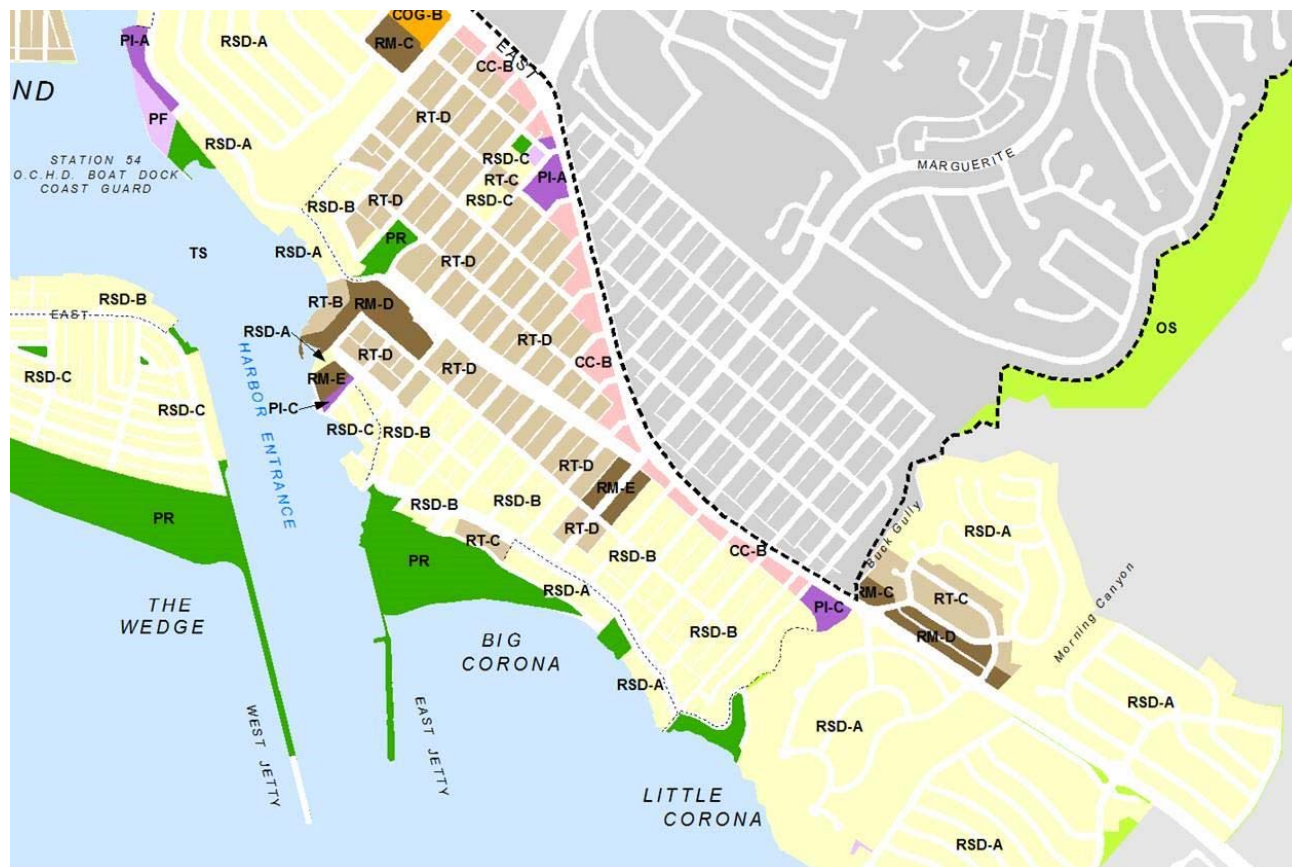 COG-B
PI-A
RSD-A
RM-C
EAST
CC-B
ND
RT-D
PF
RSD-A
STATION 54
O.C.H.D. BOAT DOCK
COAST GUARD
RSD-C
MARGUERITE
RT-C
PI-A
RSD-B
RT-D
RSD-C
PR
TS
RSD-A
RT-D
RSD-B
RT-B
RM-D
EAST
OS
RSD-A
RT-D
RT-D
RT-D
CC-B
RSD-C
RM-E
RSD-C
PI-C
HARBOR ENTRANCE
RSD-C
RSD-B
RT-D
RM-E
PR
RSD-B
RSD-B
RT-D
RSD-A
RT-C
RSD-B
CC-B
Buck Gully
PR
RSD-A
RM-C
RT-C
THE
WEDGE
PI-C
RM-D
Morning Canyon
BIG
CORONA
RSD-B
RSD-A
RSD-A
RSD-A
WEST JETTY
EAST JETTY
LITTLE
CORONA
RSD-A